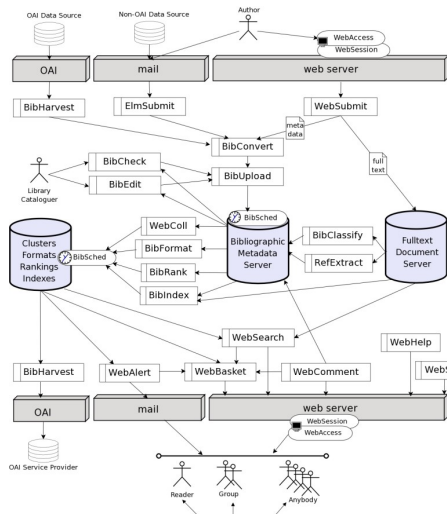 OAI Data Source
Non-OAI Data Source
Author
WebAccess
WebSession
OAI
mail
web server
BibHarvest
ElmSubmit
WebSubmit
meta
data
BibConvert
full
text
BibCheck
BibUpload
BibEdit
Library
Cataloguer
BibSched
WebColl
BibFormat
BibRank
BibIndex
Clusters
Formats
Rankings
Indexes
BibSched
Bibliographic
Metadata
Server
BibClassify
RefExtract
Fulltext
Document
Server
WebSearch
WebHelp
BibHarvest
WebAlert
WebBasket
WebComment
WebS
OAI
mail
web server
WebSession
WebAccess
OAI Service Provider
Reader
Group
Anybody